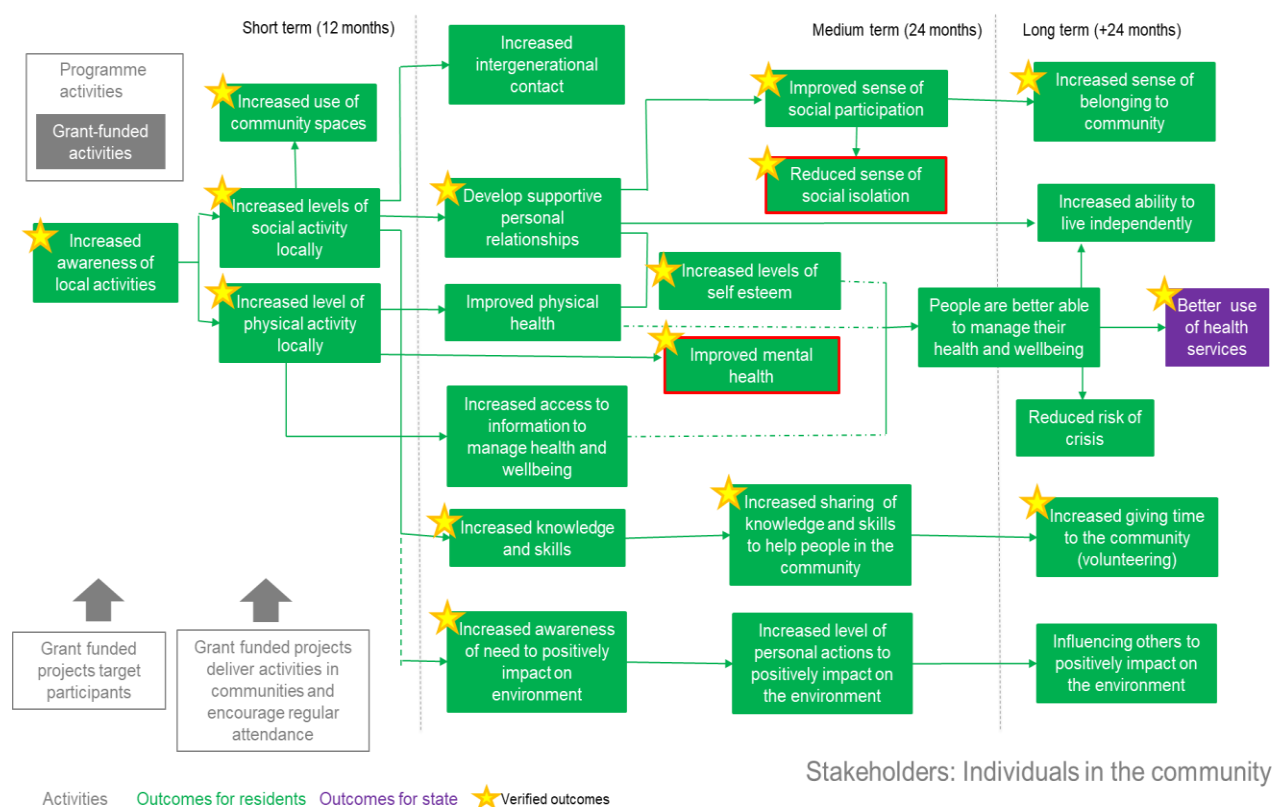 Short term (12 months)
Medium term (24 months)
Long term (+24 months)
Programme
activities
Grant-funded
activities
Increased use of
community spaces
Increased
intergenerational
contact
Improved sense of
social participation
Increased sense of
belonging to
community
Reduced sense of
social isolation
Increased levels of
social activity
locally
Develop supportive
personal
relationships
Increased ability to
live independently
Increased
awareness of
local activities
Increased levels of
self esteem
Increased level of
physical activity
locally
Improved physical
health
People are better able
to manage their
health and wellbeing
Better use
of health
services
Improved mental
health
Increased access to
information to
manage health and
wellbeing
Reduced risk of
crisis
Increased knowledge
and skills
Increased sharing of
knowledge and skills
to help people in the
community
Increased giving time
to the community
(volunteering)
Grant funded
projects target
participants
Grant funded projects
deliver activities in
communities and
encourage regular
attendance
Increased awareness
of need to positively
impact on
environment
Increased level of
personal actions to
positively impact on
the environment
Influencing others to
positively impact on
the environment
Stakeholders: Individuals in the community
Activities
Outcomes for residents
Outcomes for state
Verified outcomes